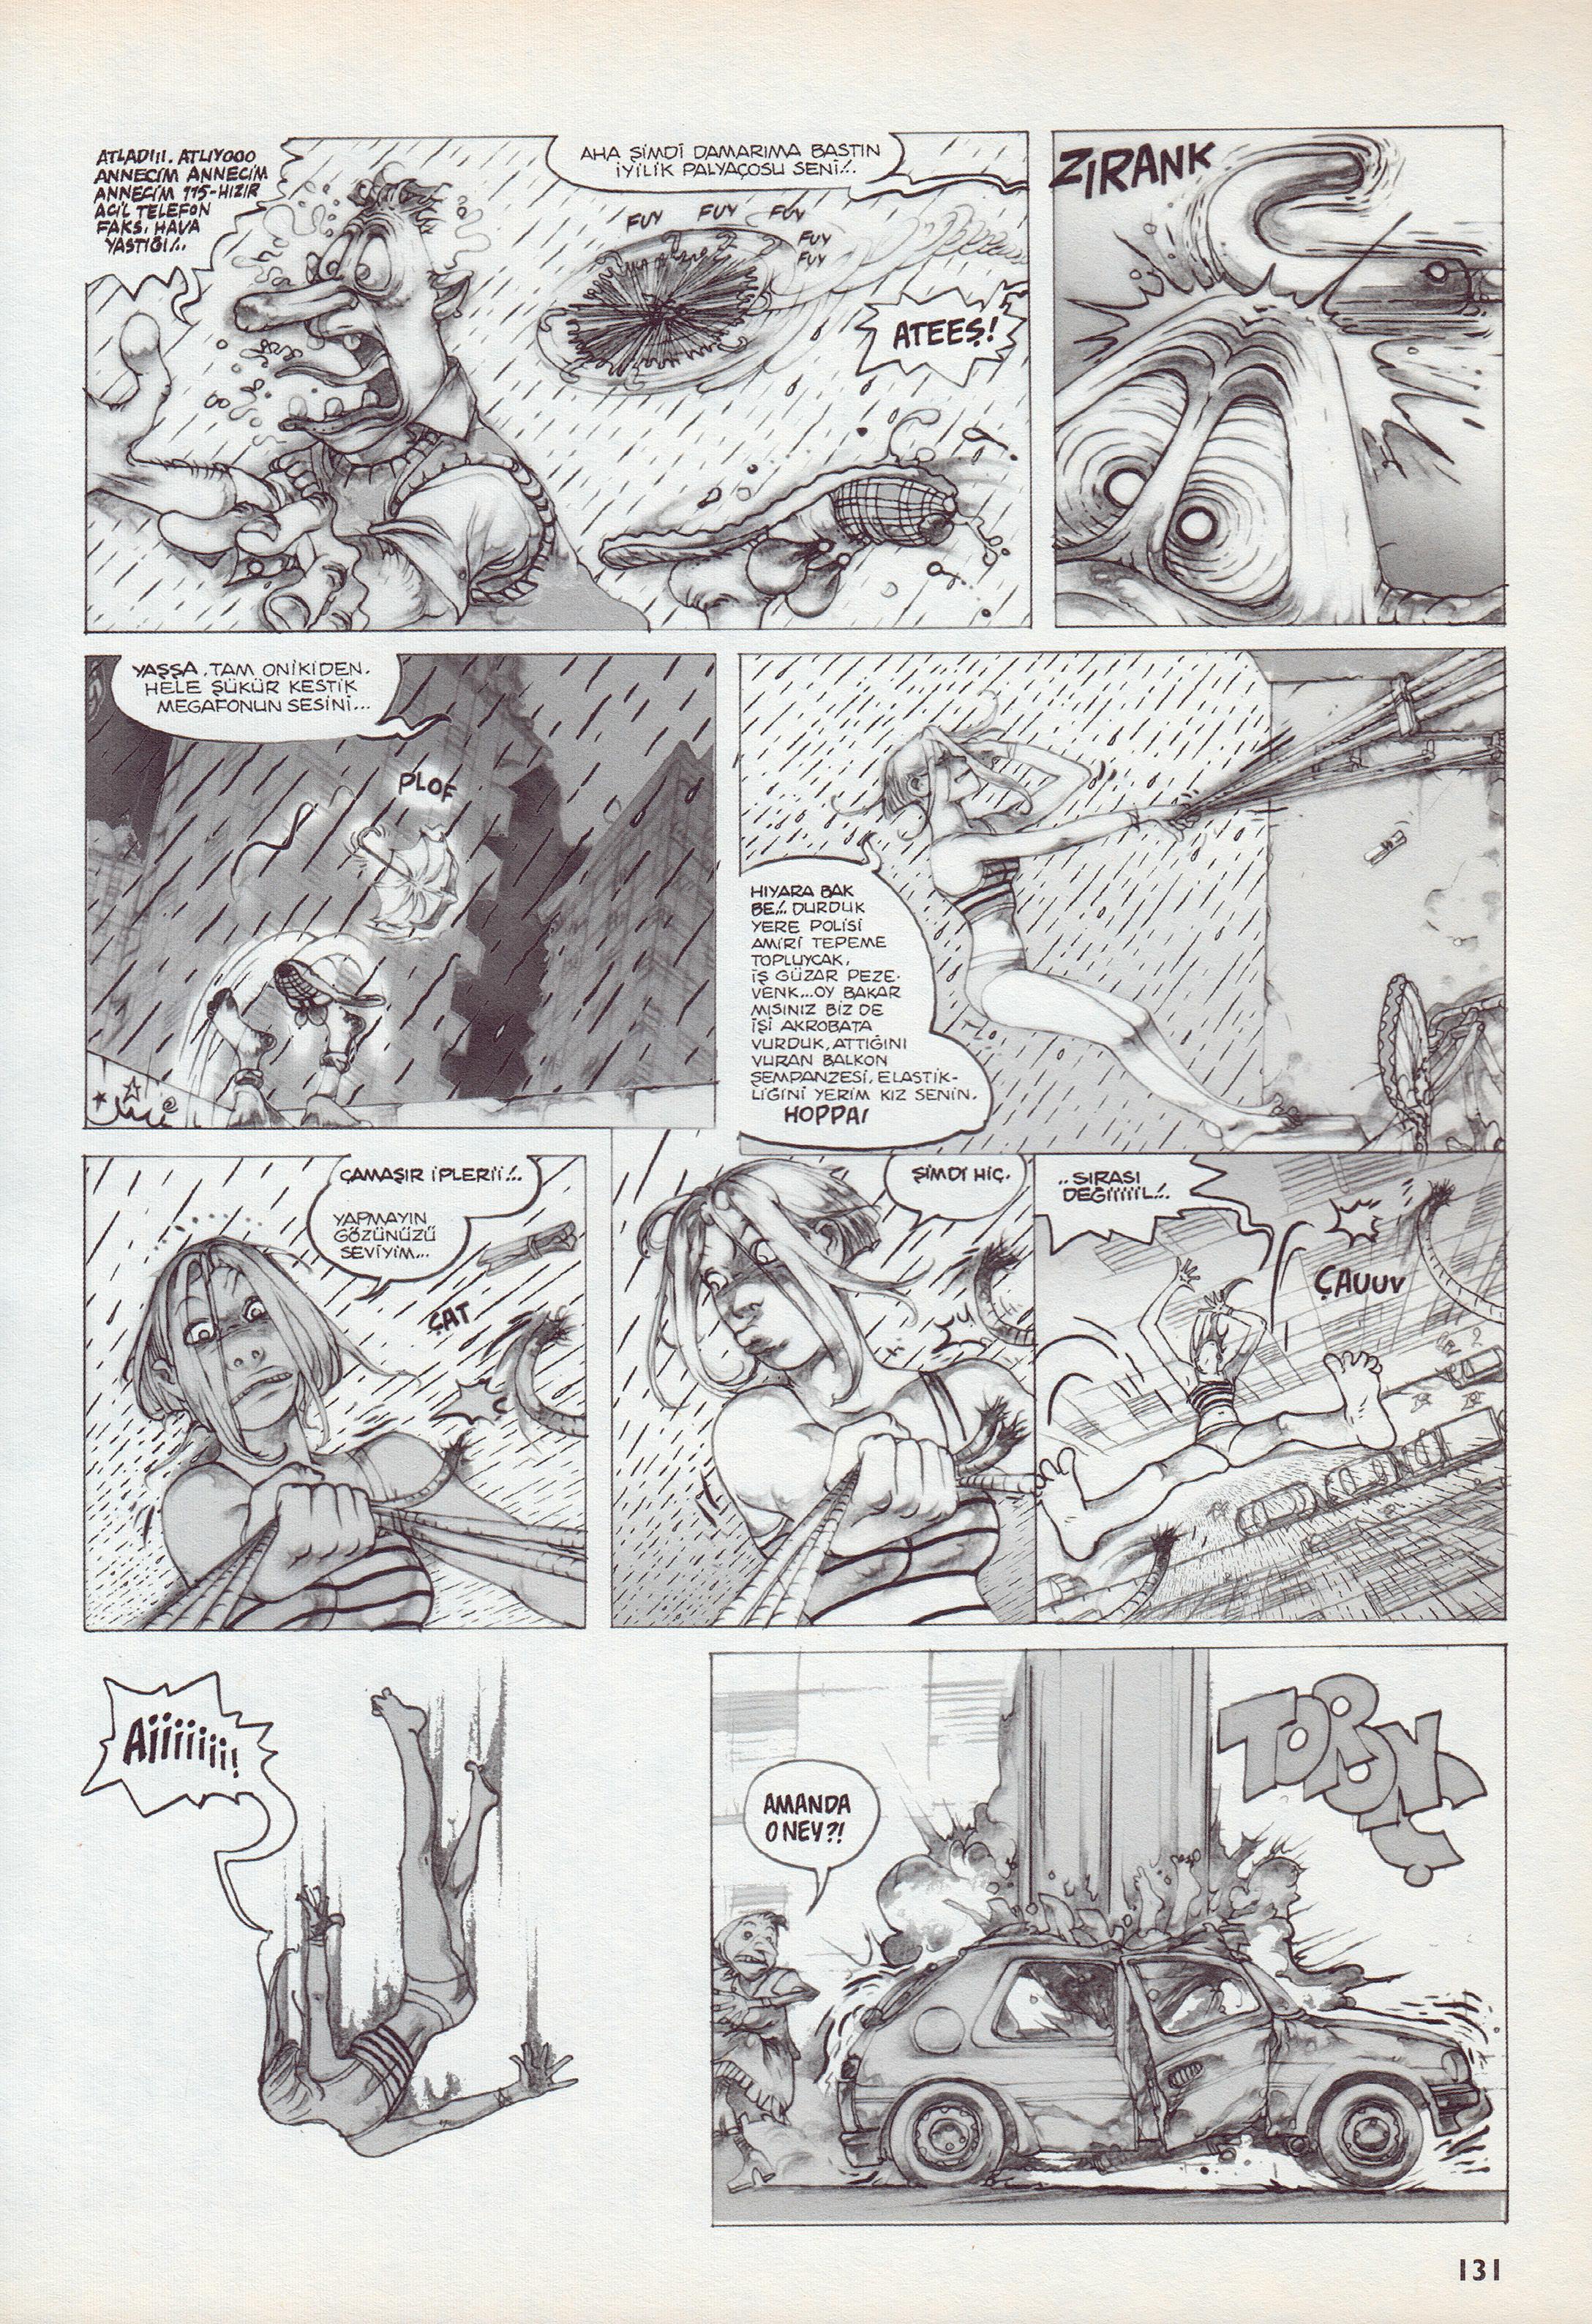 ATLADIII. ATLIYOOO
ANNECİM ANNECİM
ANNECİM 115-HIZIR
ACİL TELEFON
FAKS. HAVA
YASTIĞI!..
AHA ŞİMDİ DAMARIMA BASTIN
İYİLİK PALYAÇOSU SENİ!..
FUY FUY FUY
FUY
FUY
ATEEŞ!
ZIRANK
YAŞŞA. TAM ONİKİDEN.
HELE ŞÜKÜR KESTİK
MEGAFONUN SESİNİ...
PLOF
HIYARA BAK
BE!.. DURDUK
YERE POLİSİ
AMİRİ TEPEME
TOPLUYCAK.
İŞ GÜZAR PEZE-
VENK...OY BAKAR
MISINIZ BİZ DE
İŞİ AKROBATA
VURDUK, ATTIĞINI
VURAN BALKON
ŞEMPANZESİ, ELASTİK-
LİĞİNİ YERİM KIZ SENİN.
HOPPA!
ÇAMAŞIR İPLERİİ!..
YAPMAYIN
GÖZÜNÜZÜ
SEVİYİM...
ÇAT
ŞİMDİ HİÇ.
..SIRASI
DEĞİİİİİL!..
ÇAUUV
Aİİİİİİİ!
AMANDA
O NEY?!
TORONK!
131